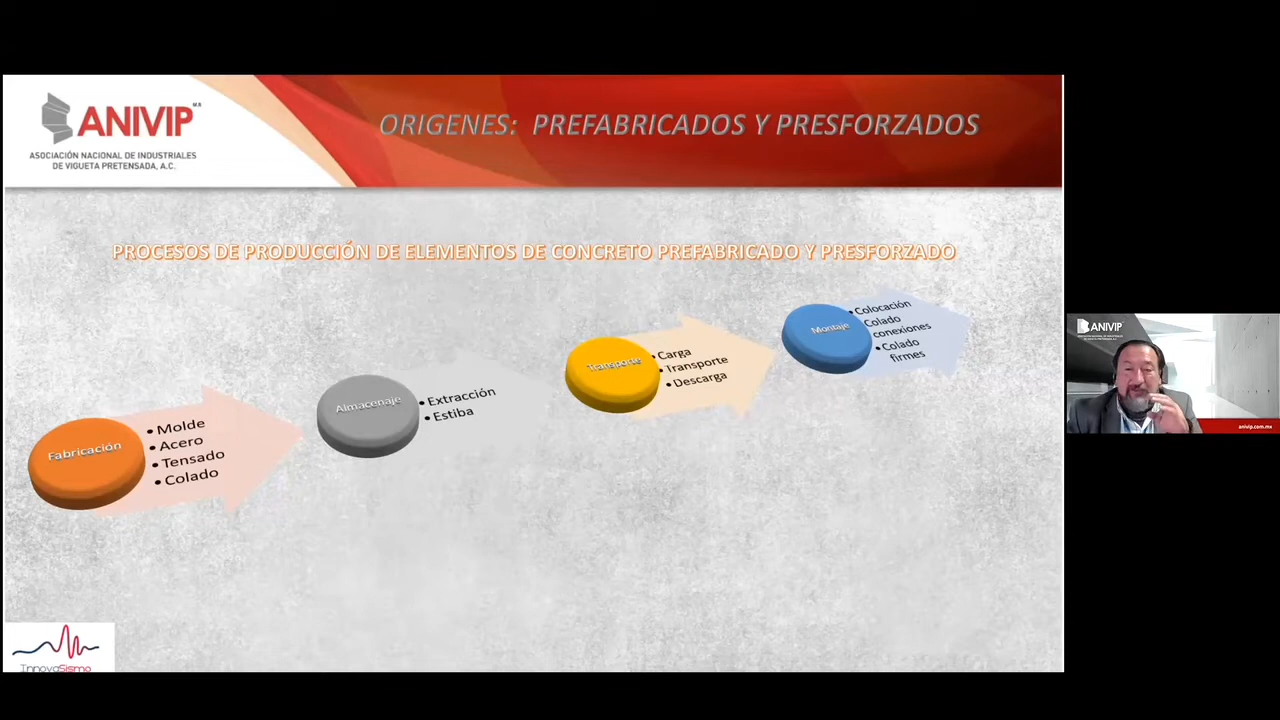 ANIVIP M.R
ASOCIACIÓN NACIONAL DE INDUSTRIALES
DE VIGUETA PRETENSADA, A.C.
ORIGENES: PREFABRICADOS Y PRESFORZADOS
PROCESOS DE PRODUCCIÓN DE ELEMENTOS DE CONCRETO PREFABRICADO Y PRESFORZADO
Fabricación
• Molde
• Acero
• Tensado
• Colado
Almacenaje
• Extracción
• Estiba
Transporte
• Carga
• Transporte
• Descarga
Montaje
• Colocación
Colado
conexiones
• Colado
firmes
InnovaSismo
ANIVIP
anivip.com.mx